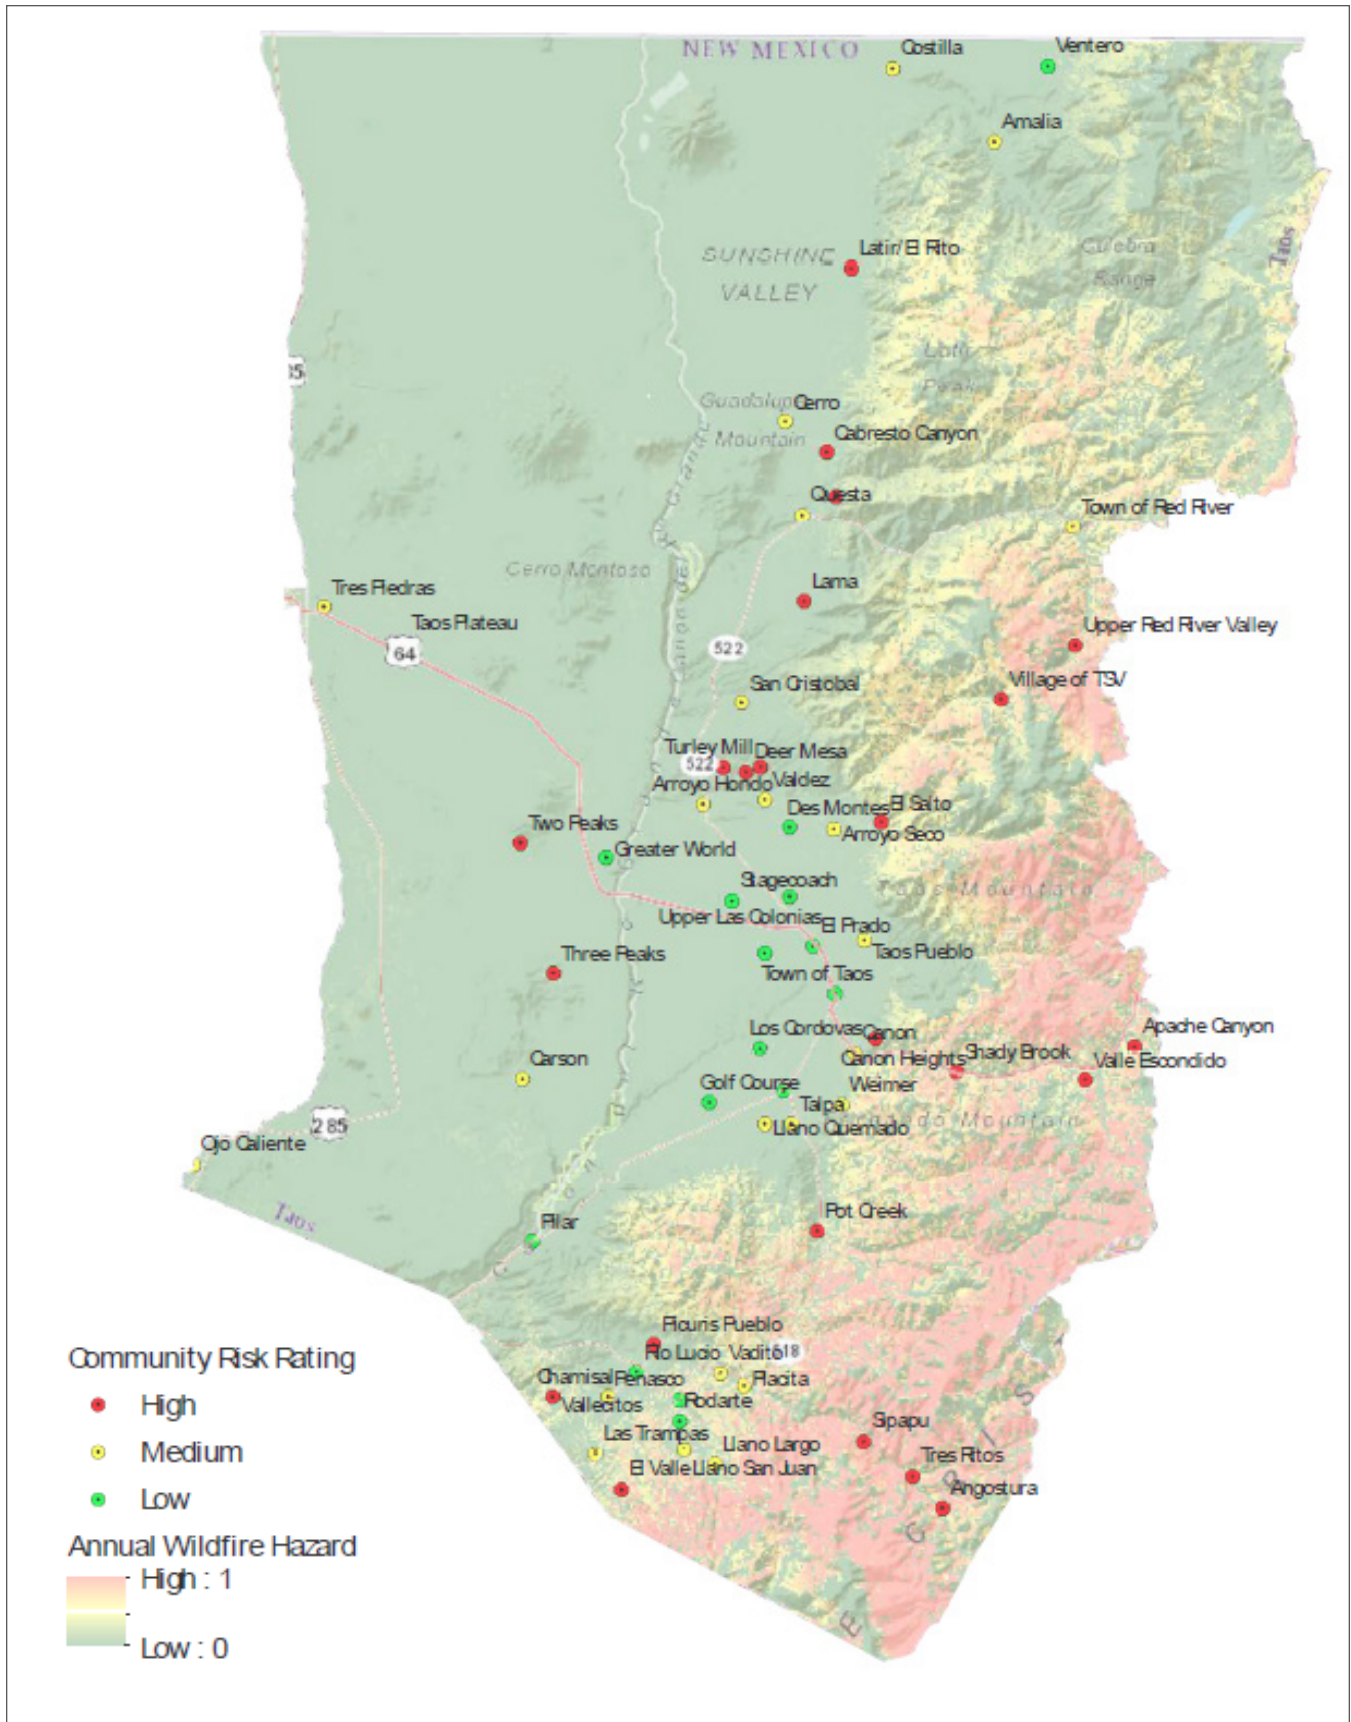 NEW MEXICO
Costilla
Ventero
Amalia
Taos
Latir/ El Rito
SUNSHINE
VALLEY
Culebra
Range
Latir
Peak
35
Guadalupe
Mountain
Cerro
Cabresto Canyon
Questa
Town of Red River
Cerro Montoso
Tres Piedras
Taos Plateau
64
Lama
Upper Red River Valley
522
Village of TSV
San Cristobal
Turley Mill
Deer Mesa
522
Arroyo Hondo
Valdez
Des Montes
El Salto
Arroyo Seco
Two Peaks
Greater World
Stagecoach
Taos Mountain
Upper Las Colonias
El Prado
Taos Pueblo
Three Peaks
Town of Taos
Los Cordovas
Canon
Apache Canyon
Canon Heights
Shady Brook
Valle Escondido
Carson
Golf Course
Weimer
Talpa
Llano Quemado
Mountain
285
Ojo Caliente
Taos
Pilar
Pot Creek
Picuris Pueblo
Rio Lucio
Vadito
518
Chamisal
Penasco
Placita
Vallecitos
Rodarte
Las Trampas
Llano Largo
Sipapu
El Valle
Llano San Juan
Tres Ritos
Angostura
Community Risk Rating
High
Medium
Low
Annual Wildfire Hazard
High : 1
Low : 0